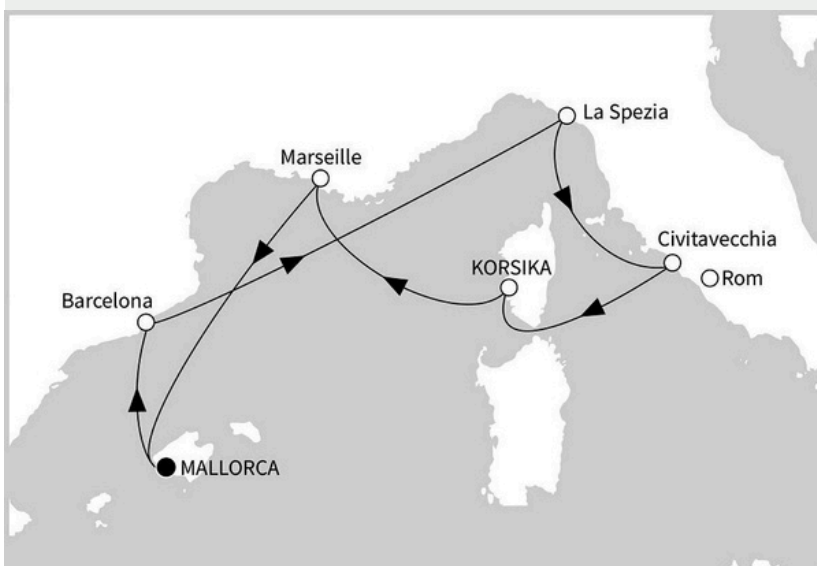 La Spezia
Marseille
Civitavecchia
KORSIKA
Rom
Barcelona
MALLORCA